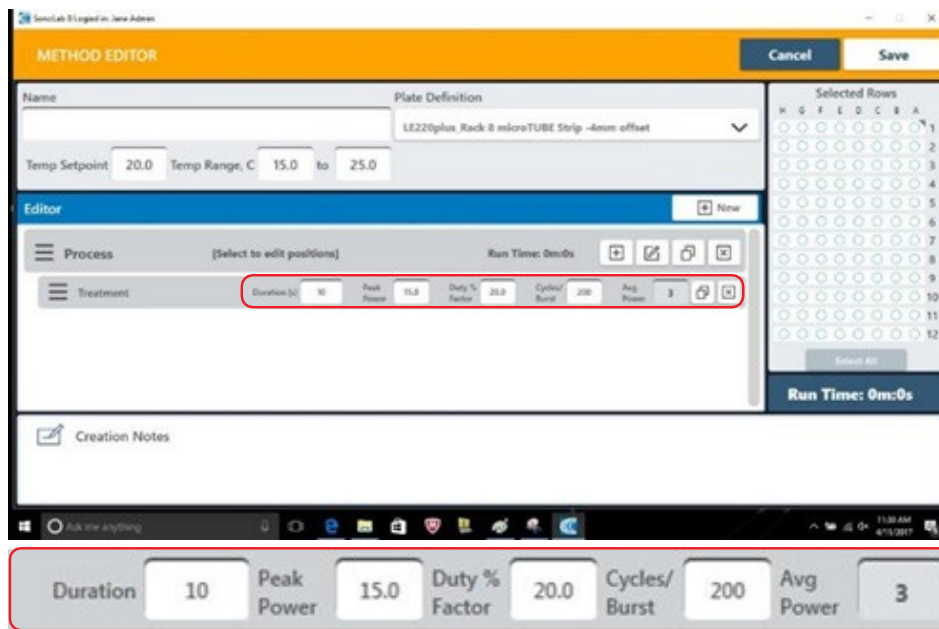 SonoLab 8 Logged in: Jane Admin
METHOD EDITOR
Cancel
Save
Name
Plate Definition
LE220plus_Rack 8 microTUBE Strip -4mm offset
Temp Setpoint 20.0 Temp Range, C 15.0 to 25.0
Selected Rows
H G F E D C B A
1
2
3
4
5
6
7
8
9
10
11
12
Select All
Run Time: 0m:0s
Editor
New
Process [Select to edit positions] Run Time: 0m:0s
Treatment Duration (s) 10 Peak Power 15.0 Duty % Factor 20.0 Cycles/ Burst 200 Avg Power 3
Creation Notes
Ask me anything
11:30 AM
Duration 10 Peak Power 15.0 Duty % Factor 20.0 Cycles/ Burst 200 Avg Power 3